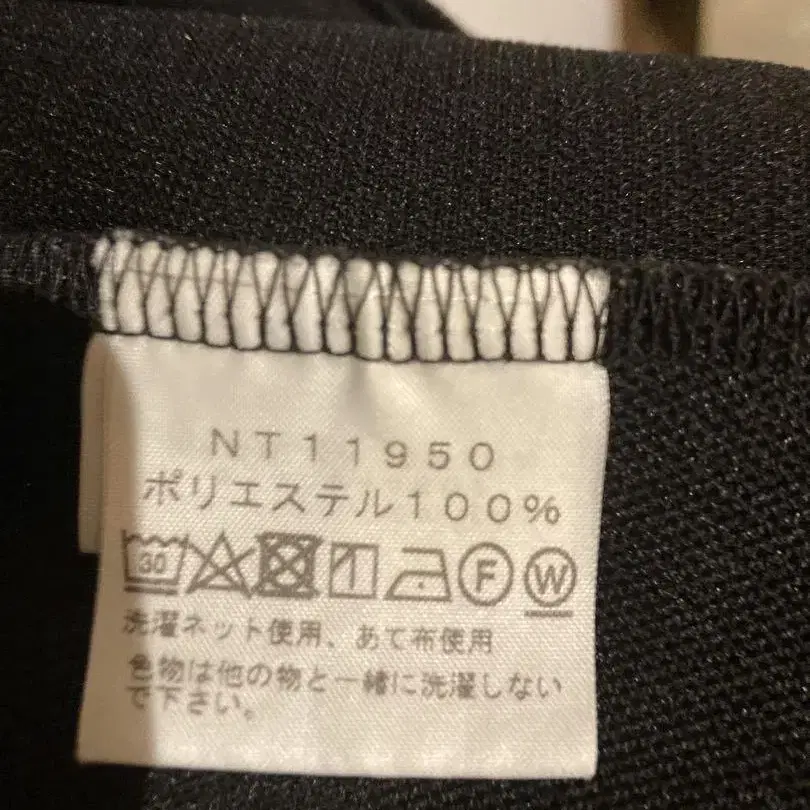 NT11950
ポリエステル100%
30 F W
洗濯ネット使用、あて布使用
色物は他の物と一緒に洗濯しない
で下さい。